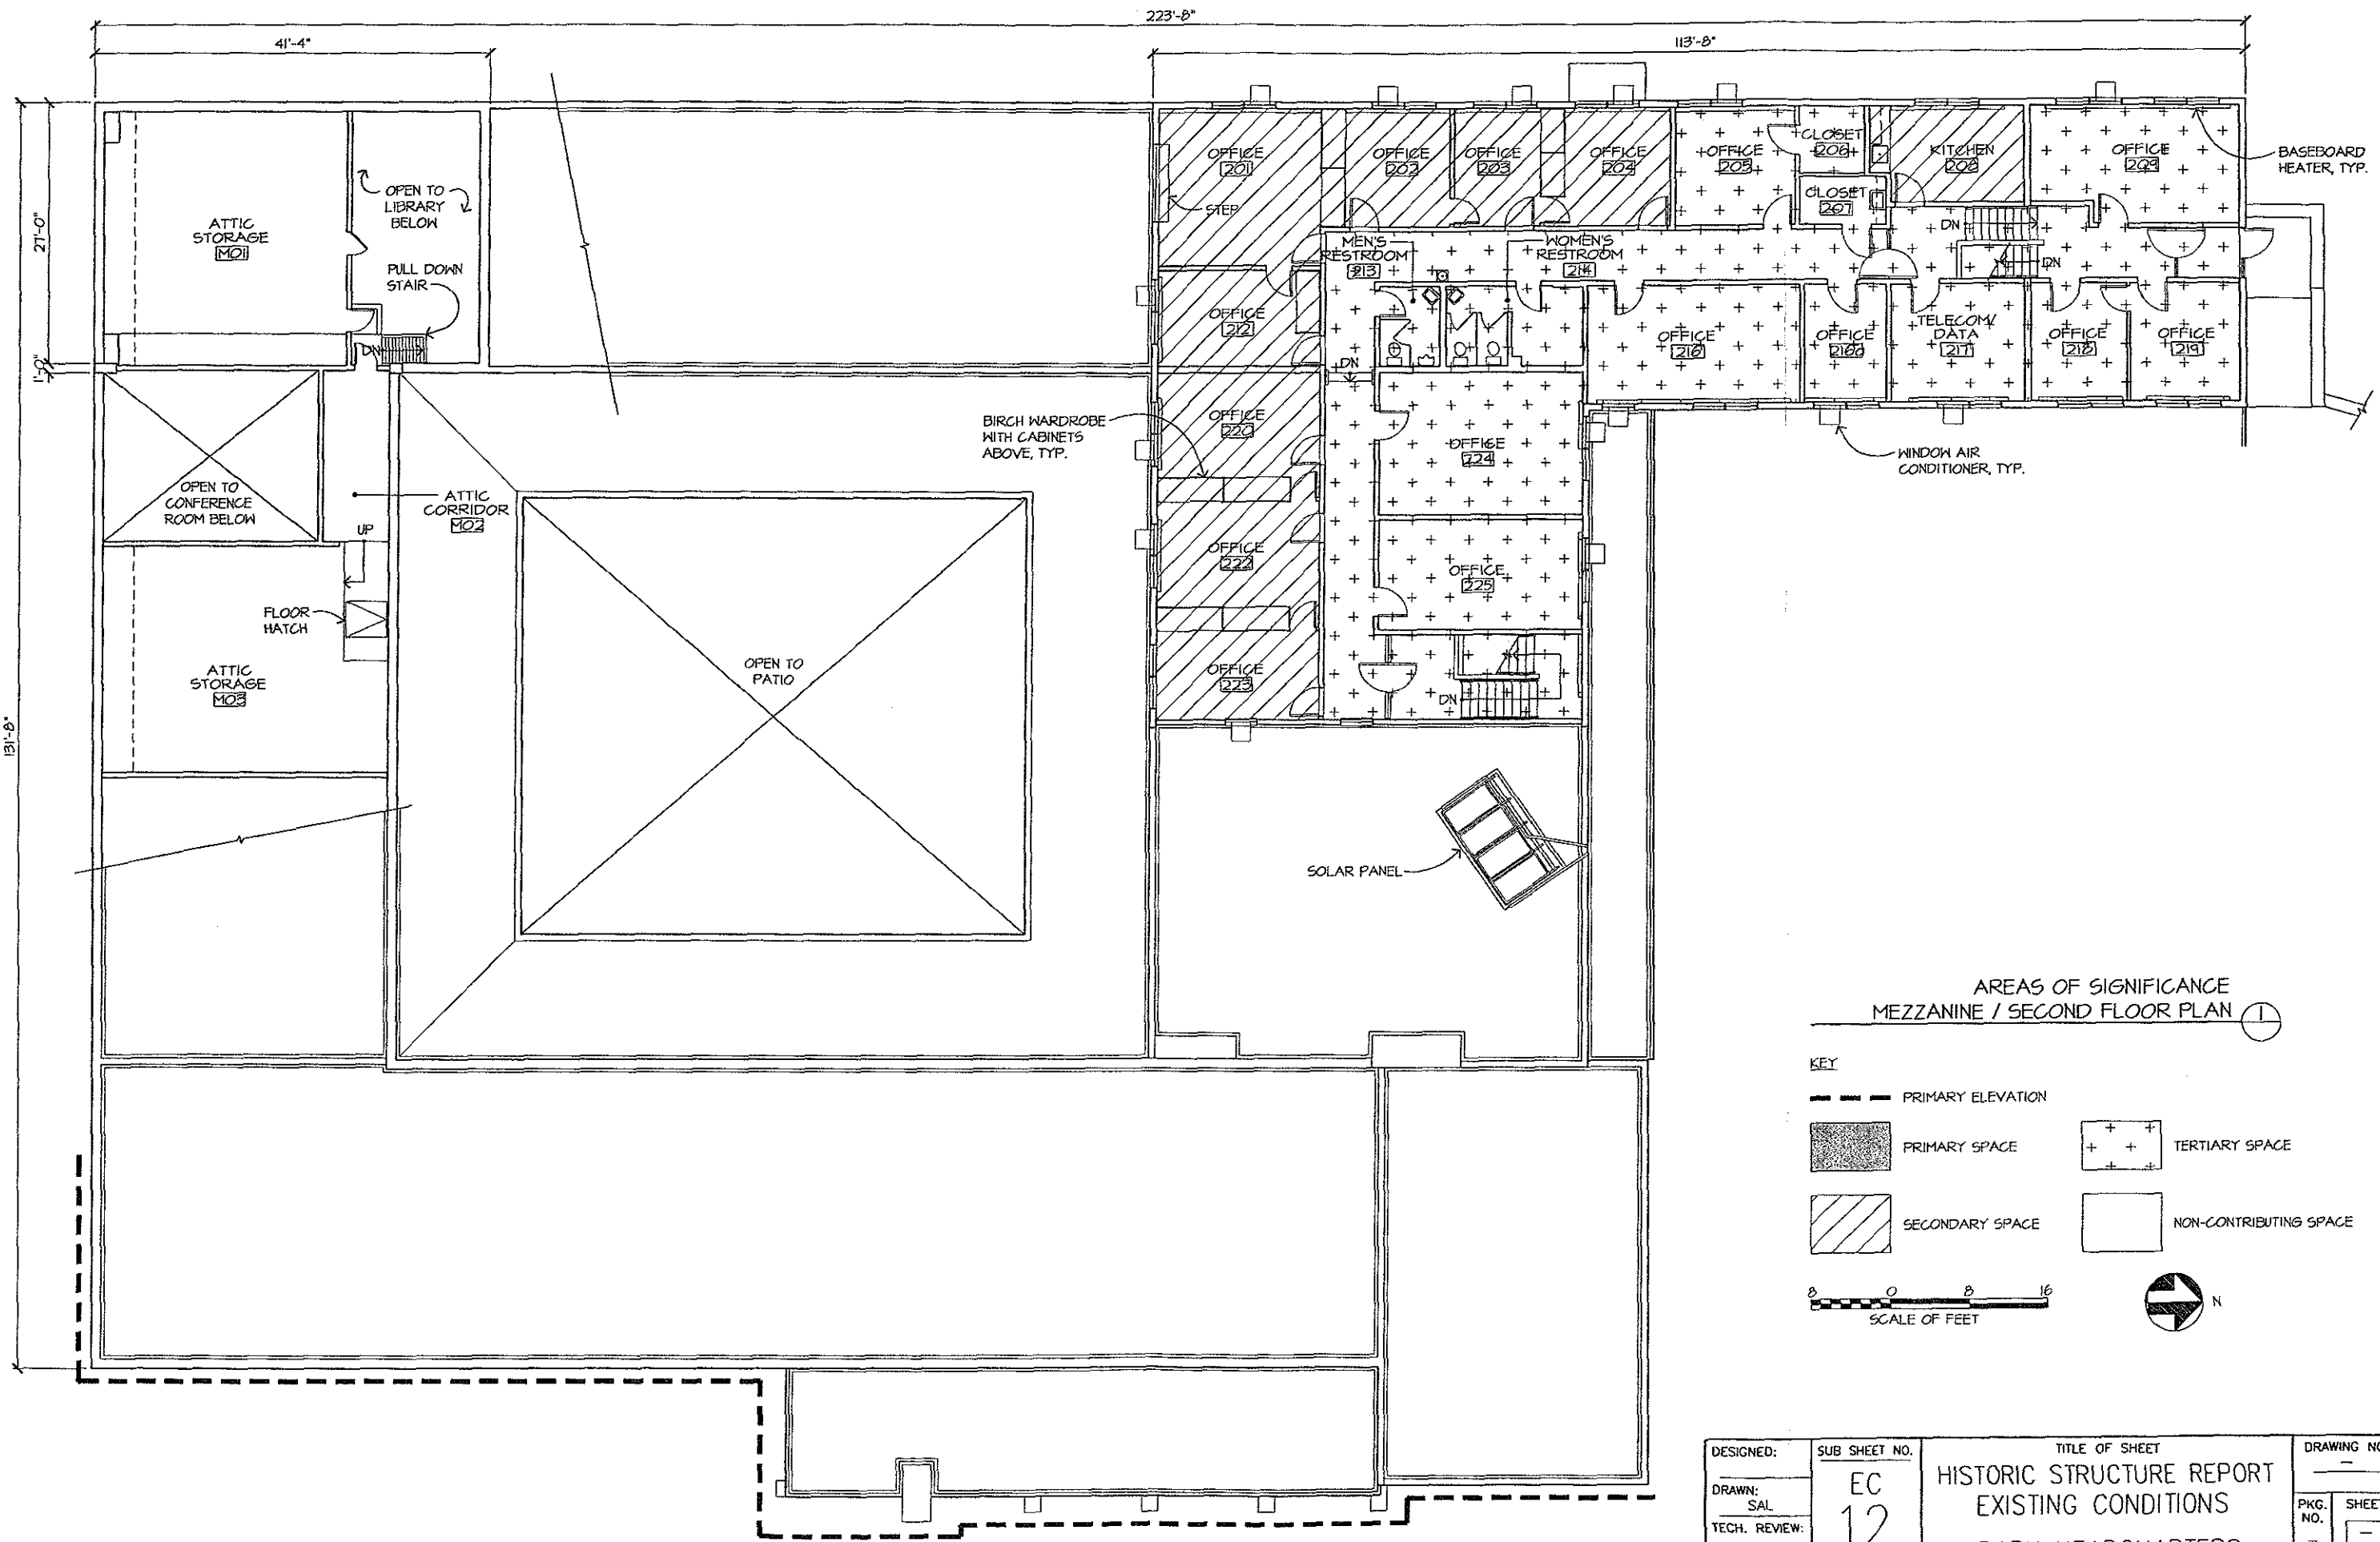 223'-8"
41'-4"
113'-8"
27'-0"
1'-0"
131'-8"
ATTIC
STORAGE
M01
OPEN TO
LIBRARY
BELOW
PULL DOWN
STAIR
DN
OPEN TO
CONFERENCE
ROOM BELOW
ATTIC
CORRIDOR
M02
UP
FLOOR
HATCH
ATTIC
STORAGE
M03
OPEN TO
PATIO
BIRCH WARDROBE
WITH CABINETS
ABOVE, TYP.
OFFICE
201
STEP
OFFICE
202
OFFICE
203
OFFICE
204
OFFICE
205
CLOSET
206
CLOSET
207
KITCHEN
208
OFFICE
209
BASEBOARD
HEATER, TYP.
DN
DN
MEN'S
RESTROOM
213
WOMEN'S
RESTROOM
214
OFFICE
212
DN
OFFICE
216
OFFICE
216a
TELECOM/
DATA
217
OFFICE
218
OFFICE
219
WINDOW AIR
CONDITIONER, TYP.
OFFICE
220
OFFICE
224
OFFICE
222
OFFICE
225
OFFICE
223
DN
SOLAR PANEL
AREAS OF SIGNIFICANCE
MEZZANINE / SECOND FLOOR PLAN 1
KEY
PRIMARY ELEVATION
PRIMARY SPACE
TERTIARY SPACE
SECONDARY SPACE
NON-CONTRIBUTING SPACE
8 0 8 16
SCALE OF FEET
N
DESIGNED:
DRAWN:
SAL
TECH. REVIEW:
SUB SHEET NO.
EC
12
TITLE OF SHEET
HISTORIC STRUCTURE REPORT
EXISTING CONDITIONS
DRAWING NO
-
PKG.
NO.
SHEET
-